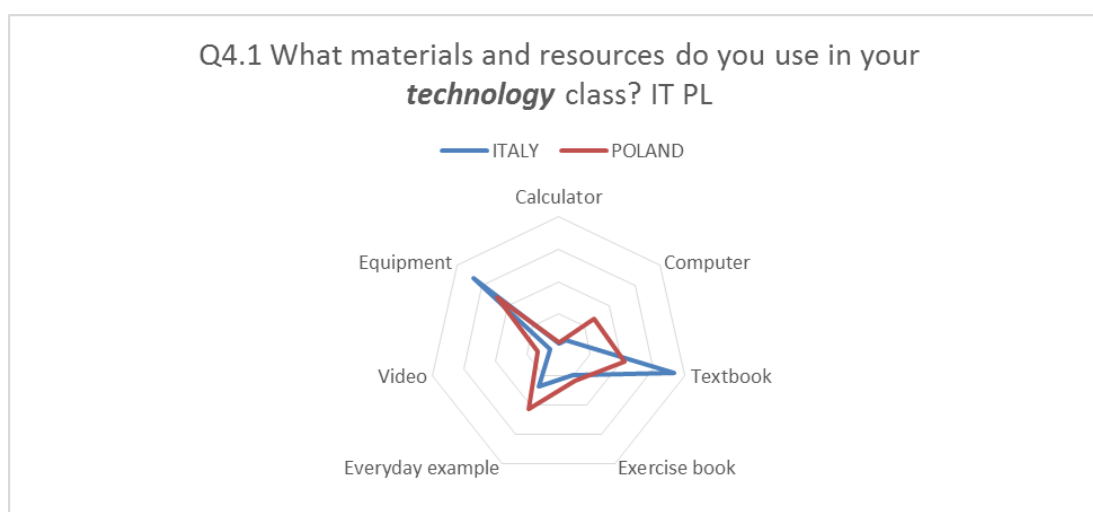 Q4.1 What materials and resources do you use in your
technology class? IT PL
ITALY POLAND
Calculator
Equipment Computer
Video Textbook
Everyday example Exercise book